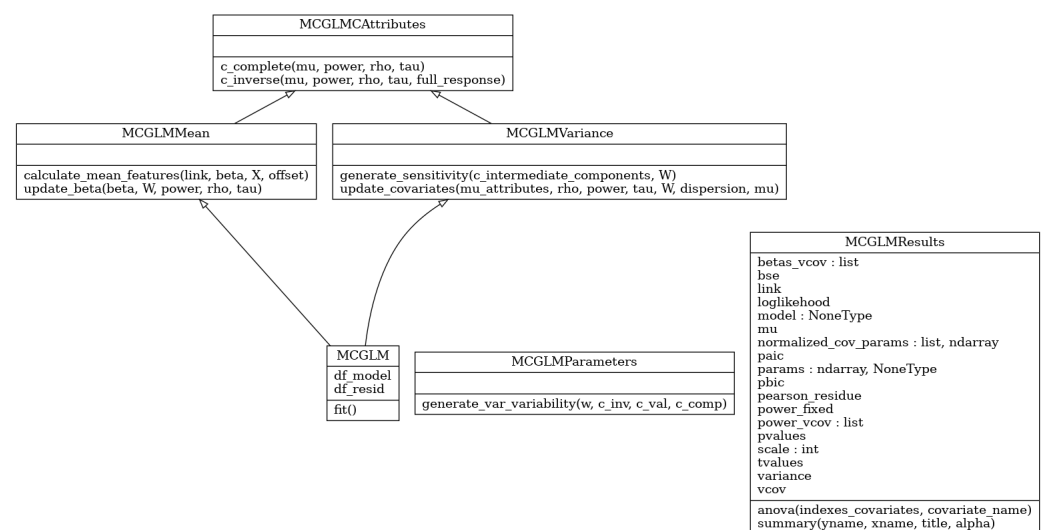 MCGLMCAttributes
c_complete(mu, power, rho, tau)
c_inverse(mu, power, rho, tau, full_response)
MCGLMMean
calculate_mean_features(link, beta, X, offset)
update_beta(beta, W, power, rho, tau)
MCGLMVariance
generate_sensitivity(c_intermediate_components, W)
update_covariates(mu_attributes, rho, power, tau, W, dispersion, mu)
MCGLM
df_model
df_resid
fit()
MCGLMParameters
generate_var_variability(w, c_inv, c_val, c_comp)
MCGLMResults
betas_vcov : list
bse
link
loglikehood
model : NoneType
mu
normalized_cov_params : list, ndarray
paic
params : ndarray, NoneType
pbic
pearson_residue
power_fixed
power_vcov : list
pvalues
scale : int
tvalues
variance
vcov
anova(indexes_covariates, covariate_name)
summary(yname, xname, title, alpha)